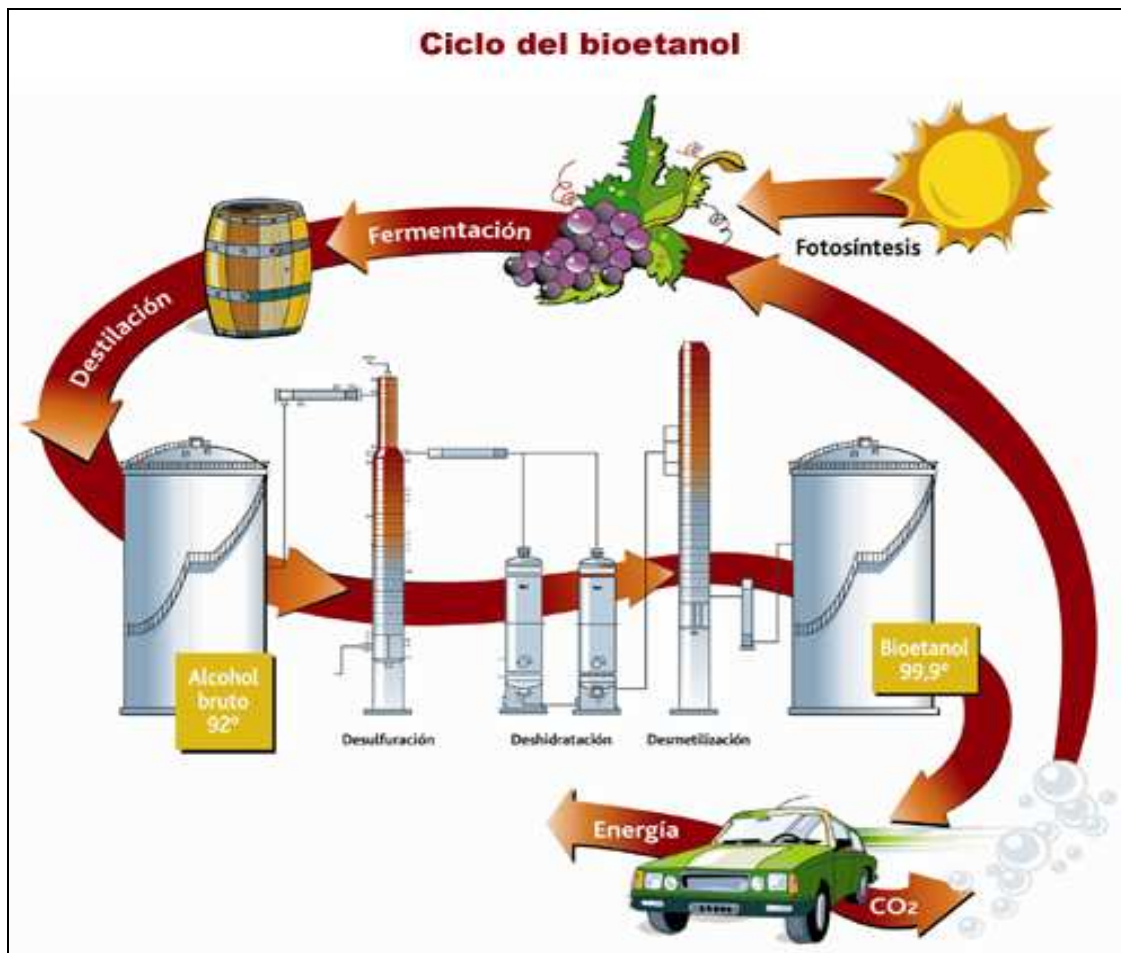 Ciclo del bioetanol
Fotosíntesis
Fermentación
Destilación
Alcohol
bruto
92º
Desulfuración
Deshidratación
Desmetilización
Bioetanol
99,9º
Energía
CO₂